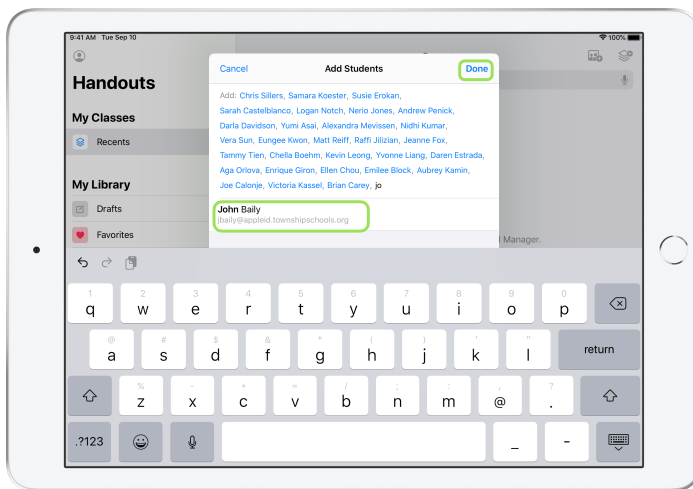 9:41 AM Tue Sep 10
100%
Handouts
My Classes
Recents
My Library
Drafts
Favorites
Cancel
Add Students
Done
Add: Chris Sillers, Samara Koester, Susie Erokan,
Sarah Castelblanco, Logan Notch, Nerio Jones, Andrew Penick,
Darla Davidson, Yumi Asai, Alexandra Mevissen, Nidhi Kumar,
Vera Sun, Eungee Kwon, Matt Reiff, Raffi Jilizian, Jeanne Fox,
Tammy Tien, Chella Boehm, Kevin Leong, Yvonne Liang, Daren Estrada,
Aga Orlova, Enrique Giron, Ellen Chou, Emilee Block, Aubrey Kamin,
Joe Calonje, Victoria Kassel, Brian Carey, jo
John Baily
jbaily@appleid.townshipschools.org
Manager.
1 2 3 4 5 6 7 8 9 0
q w e r t y u i o p
@ # $ & * ( ) ' "
a s d f g h j k l return
% - + = / ; : , ?
z x c v b n m @ .
.?123 _ -